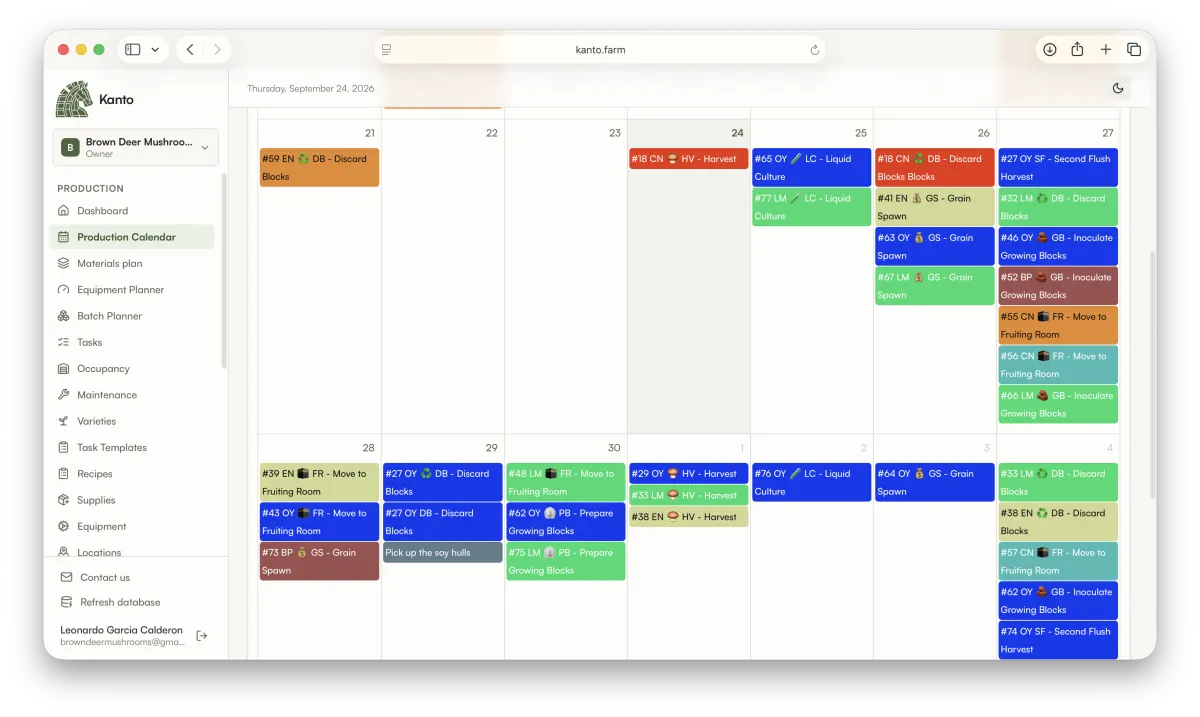 kanto.farm
Kanto
Thursday, September 24, 2026
B
Brown Deer Mushroo...
Owner
PRODUCTION
Dashboard
Production Calendar
Materials plan
Equipment Planner
Batch Planner
Tasks
Occupancy
Maintenance
Varieties
Task Templates
Recipes
Supplies
Equipment
Locations
Contact us
Refresh database
Leonardo Garcia Calderon
browndeermushrooms@gma...
21
22
23
24
25
26
27
#59 EN ♻️ DB - Discard
Blocks
#18 CN 🍄 HV - Harvest
#65 OY 🧪 LC - Liquid
Culture
#77 LM 🧪 LC - Liquid
Culture
#18 CN ♻️ DB - Discard
Blocks Blocks
#41 EN 💰 GS - Grain
Spawn
#63 OY 💰 GS - Grain
Spawn
#67 LM 💰 GS - Grain
Spawn
#27 OY SF - Second Flush
Harvest
#32 LM ♻️ DB - Discard
Blocks
#46 OY 🌰 GB - Inoculate
Growing Blocks
#52 BP 🌰 GB - Inoculate
Growing Blocks
#55 CN FR - Move to
Fruiting Room
#56 CN FR - Move to
Fruiting Room
#66 LM GB - Inoculate
Growing Blocks
28
29
30
1
2
3
4
#39 EN FR - Move to
Fruiting Room
#43 OY FR - Move to
Fruiting Room
#73 BP 💰 GS - Grain
Spawn
#27 OY ♻️ DB - Discard
Blocks
#27 OY DB - Discard
Blocks
Pick up the soy hulls
#48 LM FR - Move to
Fruiting Room
#62 OY PB - Prepare
Growing Blocks
#75 LM PB - Prepare
Growing Blocks
#29 OY 🍄 HV - Harvest
#33 LM 🍄 HV - Harvest
#38 EN 🍄 HV - Harvest
#76 OY 🧪 LC - Liquid
Culture
#64 OY 💰 GS - Grain
Spawn
#33 LM ♻️ DB - Discard
Blocks
#38 EN ♻️ DB - Discard
Blocks
#57 CN FR - Move to
Fruiting Room
#62 OY GB - Inoculate
Growing Blocks
#74 OY SF - Second Flush
Harvest